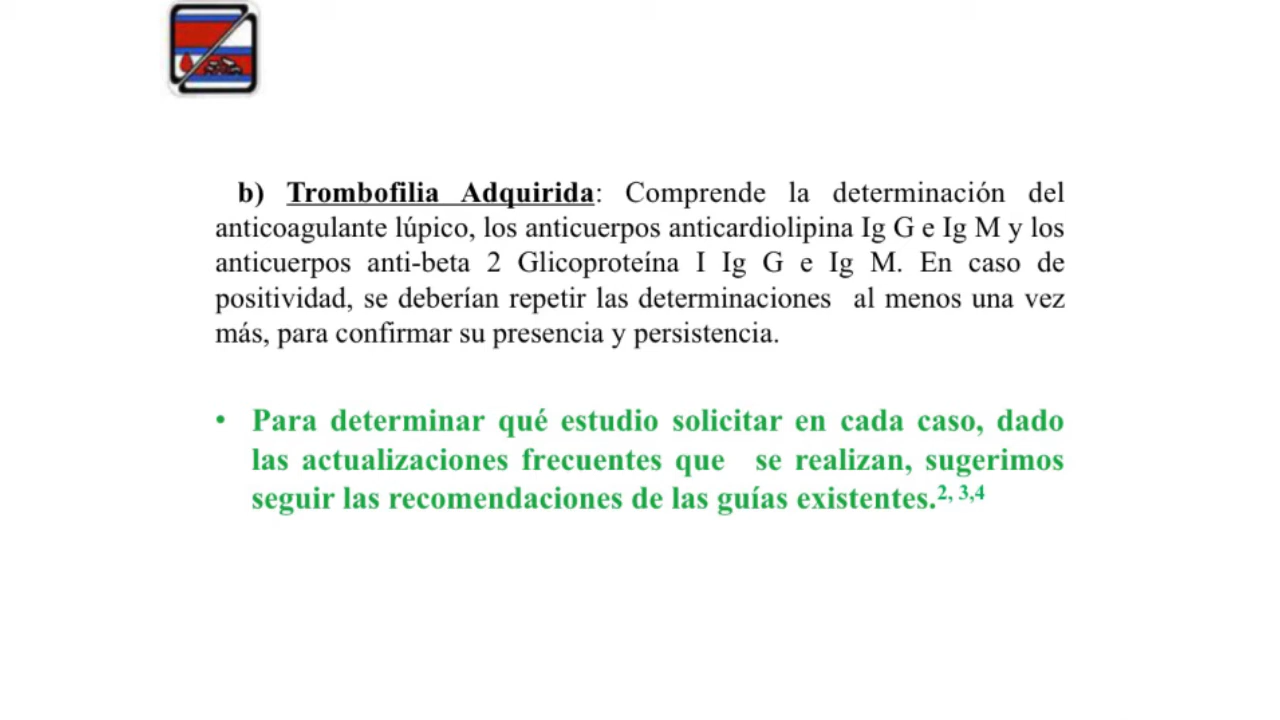 b) Trombofilia Adquirida: Comprende la determinación del
anticoagulante lúpico, los anticuerpos anticardiolipina Ig G e Ig M y los
anticuerpos anti-beta 2 Glicoproteína I Ig G e Ig M. En caso de
positividad, se deberían repetir las determinaciones al menos una vez
más, para confirmar su presencia y persistencia.
• Para determinar qué estudio solicitar en cada caso, dado
las actualizaciones frecuentes que se realizan, sugerimos
seguir las recomendaciones de las guías existentes.2, 3,4